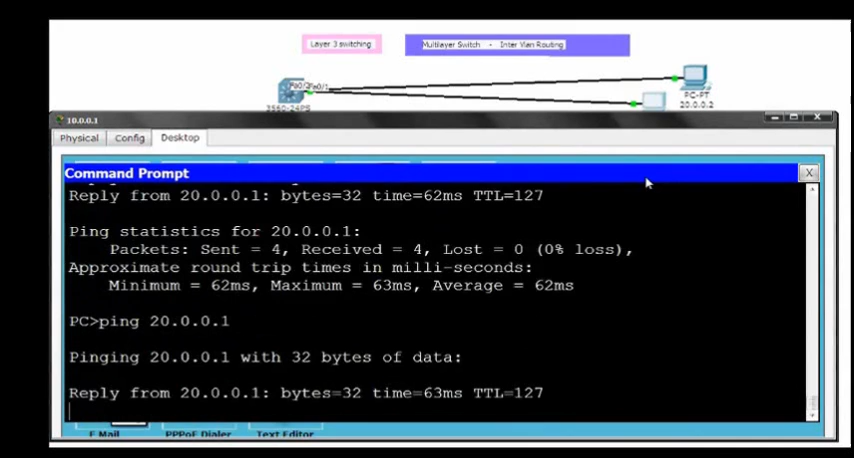 Layer 3 switching
Multilayer Switch - Inter Vlan Routing
Fa0/1
3560-24PS
PC-PT
20.0.0.2
10.0.0.1
Physical Config Desktop
Command Prompt
X
Reply from 20.0.0.1: bytes=32 time=62ms TTL=127
Ping statistics for 20.0.0.1:
Packets: Sent = 4, Received = 4, Lost = 0 (0% loss),
Approximate round trip times in milli-seconds:
Minimum = 62ms, Maximum = 63ms, Average = 62ms
PC>ping 20.0.0.1
Pinging 20.0.0.1 with 32 bytes of data:
Reply from 20.0.0.1: bytes=32 time=63ms TTL=127
E Mail PPPoE Dialer Text Editor